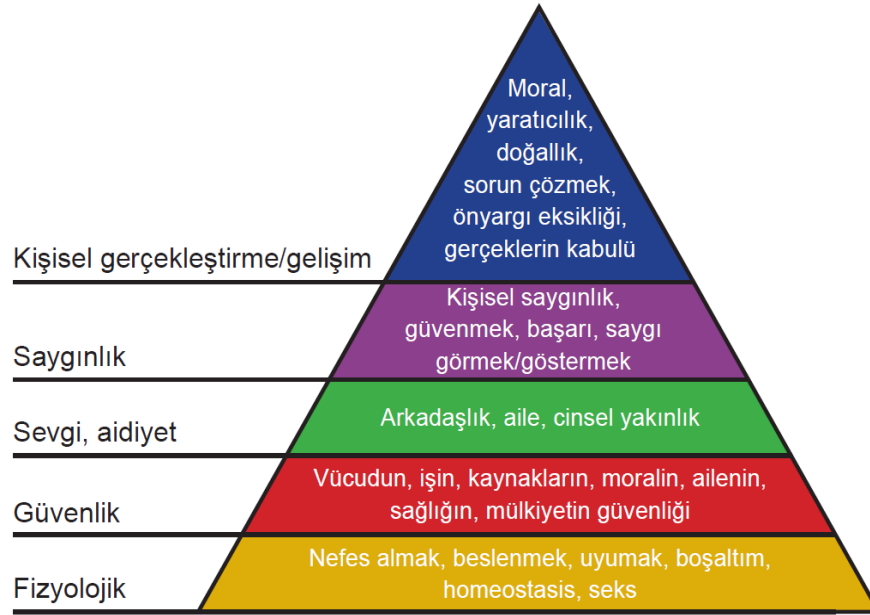 Moral,
yaratıcılık,
doğallık,
sorun çözmek,
önyargı eksikliği,
gerçeklerin kabulü
Kişisel gerçekleştirme/gelişim
Kişisel saygınlık,
güvenmek, başarı, saygı
görmek/göstermek
Saygınlık
Arkadaşlık, aile, cinsel yakınlık
Sevgi, aidiyet
Vücudun, işin, kaynakların, moralin, ailenin,
sağlığın, mülkiyetin güvenliği
Güvenlik
Nefes almak, beslenmek, uyumak, boşaltım,
homeostasis, seks
Fizyolojik